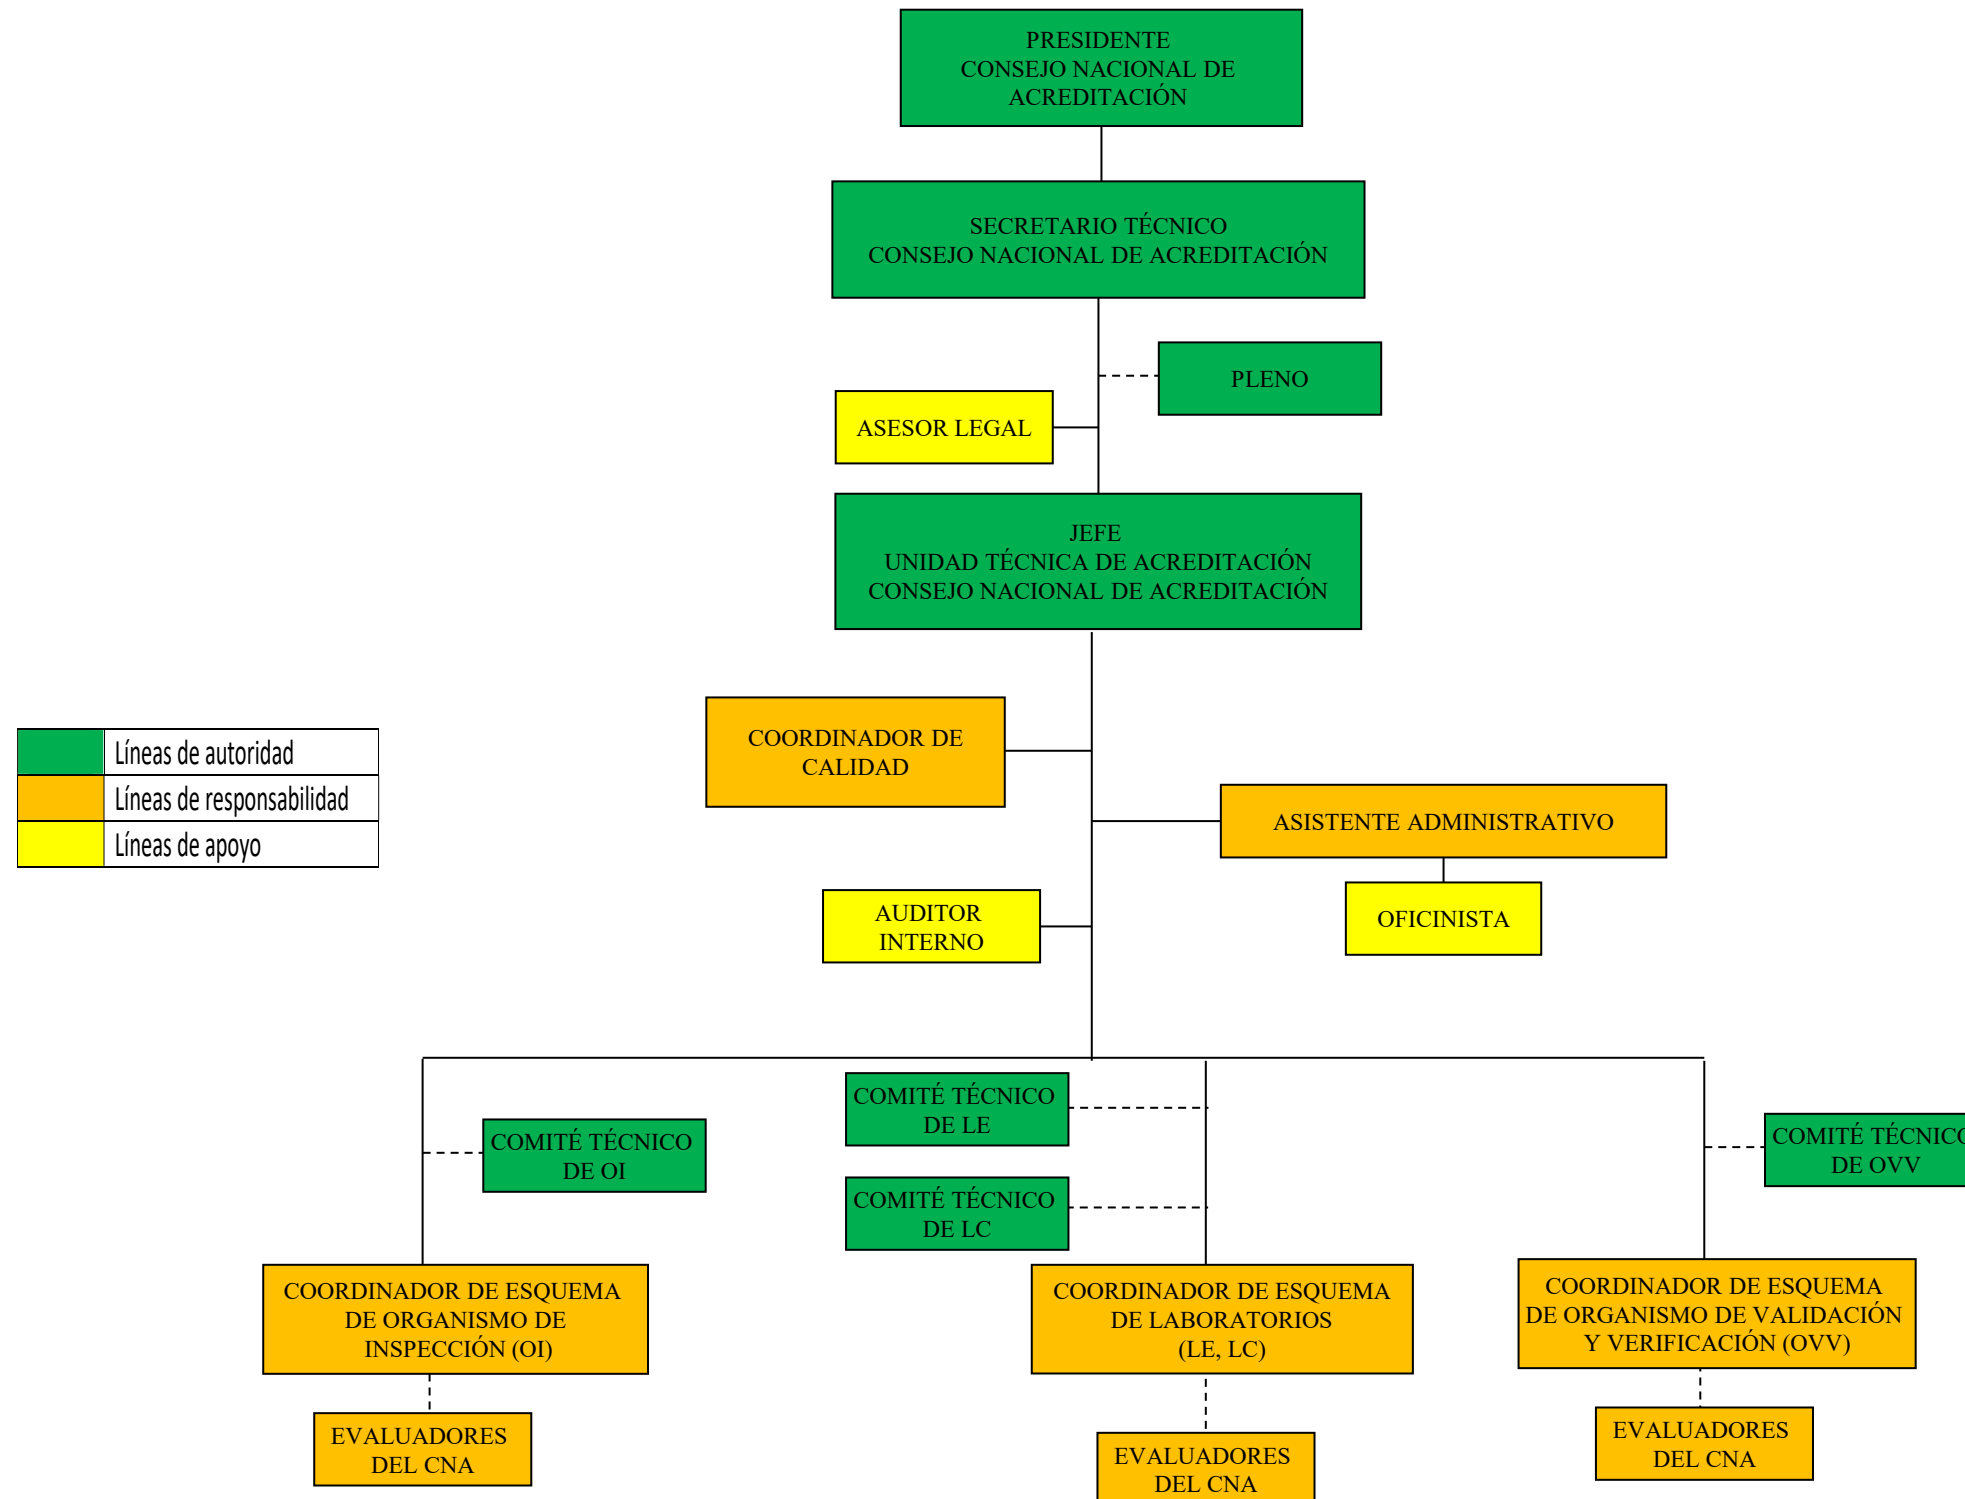 PRESIDENTE
CONSEJO NACIONAL DE
ACREDITACIÓN
SECRETARIO TÉCNICO
CONSEJO NACIONAL DE ACREDITACIÓN
PLENO
ASESOR LEGAL
JEFE
UNIDAD TÉCNICA DE ACREDITACIÓN
CONSEJO NACIONAL DE ACREDITACIÓN
COORDINADOR DE
CALIDAD
Líneas de autoridad
Líneas de responsabilidad
Líneas de apoyo
ASISTENTE ADMINISTRATIVO
AUDITOR
INTERNO
OFICINISTA
COMITÉ TÉCNICO
DE OI
COMITÉ TÉCNICO
DE LE
COMITÉ TÉCNICO
DE LC
COMITÉ TÉCNICO
DE OVV
COORDINADOR DE ESQUEMA
DE ORGANISMO DE
INSPECCIÓN (OI)
COORDINADOR DE ESQUEMA
DE LABORATORIOS
(LE, LC)
COORDINADOR DE ESQUEMA
DE ORGANISMO DE VALIDACIÓN
Y VERIFICACIÓN (OVV)
EVALUADORES
DEL CNA
EVALUADORES
DEL CNA
EVALUADORES
DEL CNA